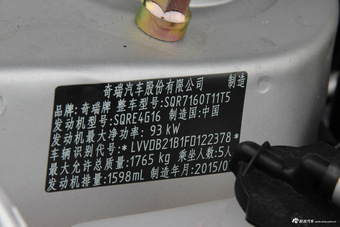 奇瑞汽车股份有限公司 制造
品牌:奇瑞牌 整车型号:SQR7160T11T5
发动机型号:SQRE4G16 制造国:中国
发动机最大净功率: 93 kW
车辆识别代号:*LVVDB21B1FD122378*
最大允许总质量:1765 kg 乘坐人数:5人
发动机排量:1598mL 制造年月:2015/0